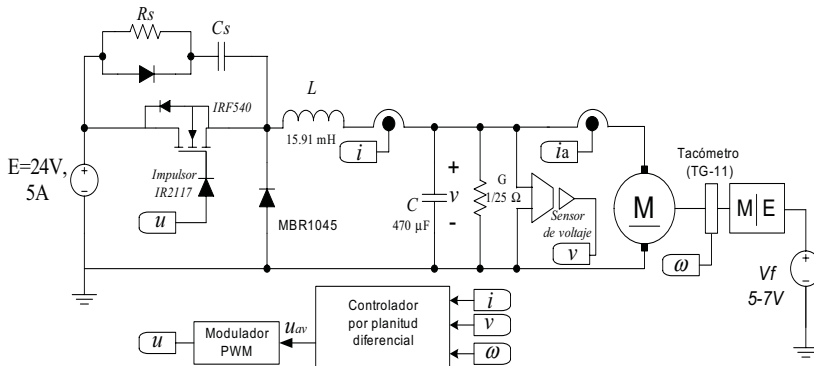 Rs
Cs
IRF540
L
15.91 mH
i
ia
Tacómetro
(TG-11)
E=24V,
5A
+
-
Impulsor
IR2117
u
MBR1045
C
470 µF
+
v
-
G
1/25 Ω
Sensor
de voltaje
v
M
ω
M E
Vf
5-7V
+
-
u
Modulador
PWM
uav
Controlador
por planitud
diferencial
i
v
ω